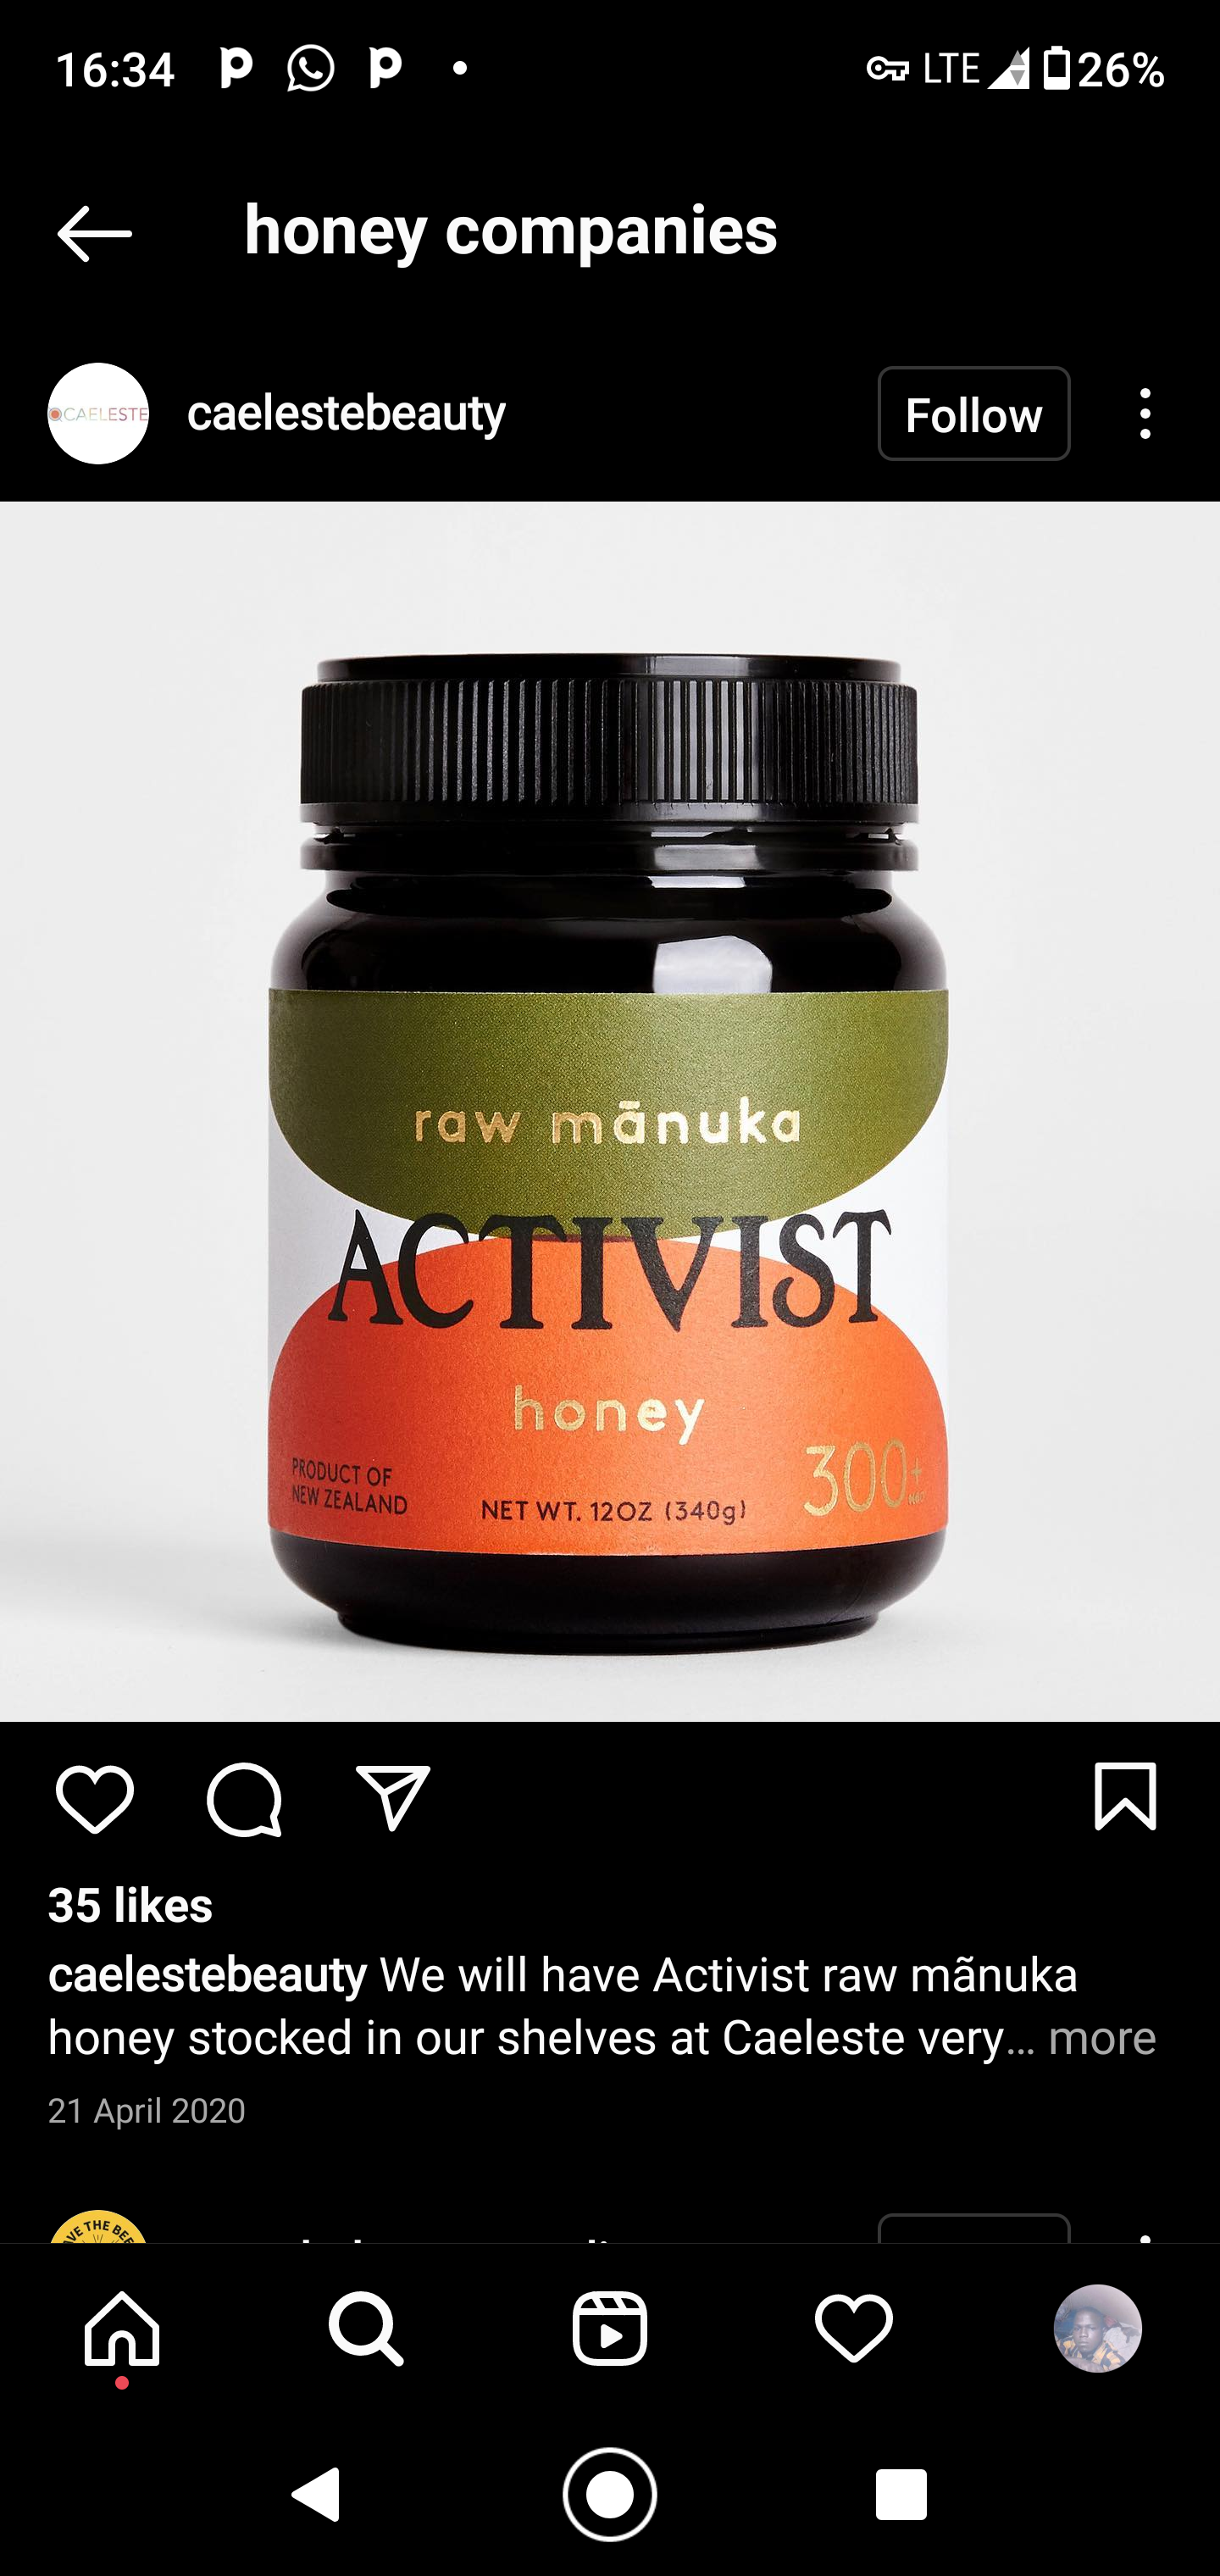 16:34
LTE 26%
honey companies
CAELESTE
caelestebeauty
Follow
raw mānuka
ACTIVIST
honey
PRODUCT OF
NEW ZEALAND
NET WT. 12OZ (340g)
300+
35 likes
caelestebeauty We will have Activist raw mãnuka
honey stocked in our shelves at Caeleste very... more
21 April 2020
THE BEE